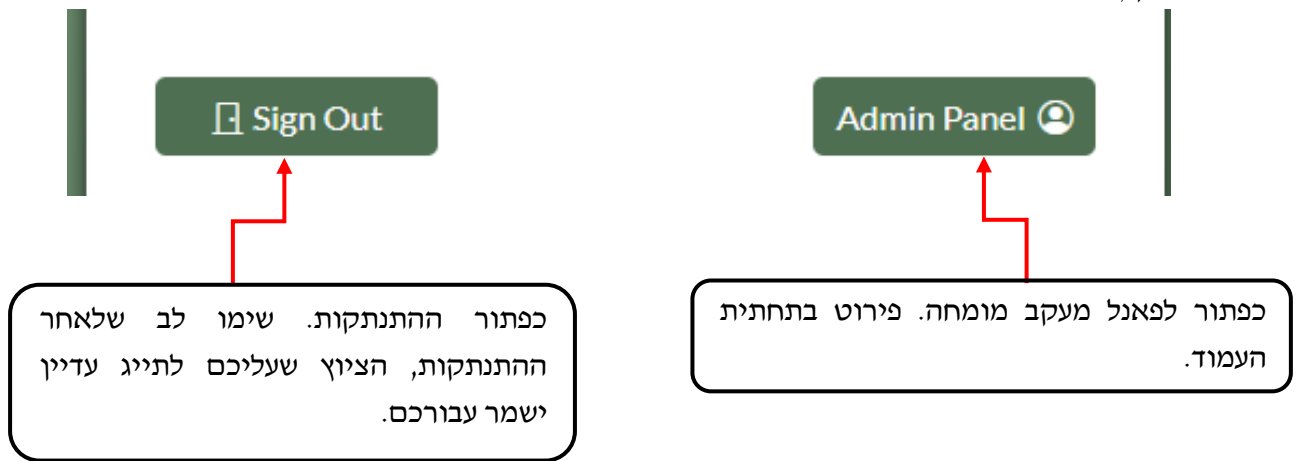 Admin Panel
Sign Out
כפתור לפאנל מעקב מומחה. פירוט בתחתית
העמוד.
כפתור ההתנתקות. שימו לב שלאחר
ההתנתקות, הציוץ שעליכם לתייג עדיין
ישמר עבורכם.